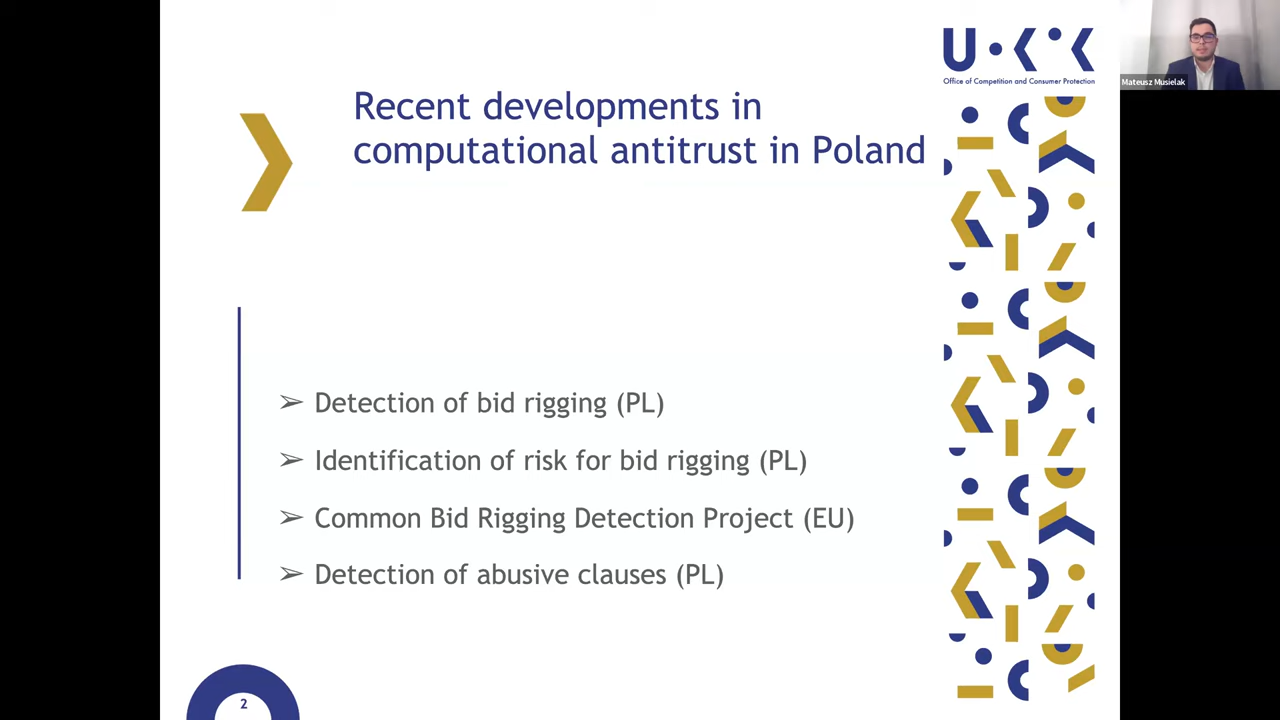 UOKiK
Office of Competition and Consumer Protection
Mateusz Musielak
Recent developments in
computational antitrust in Poland
➢ Detection of bid rigging (PL)
➢ Identification of risk for bid rigging (PL)
➢ Common Bid Rigging Detection Project (EU)
➢ Detection of abusive clauses (PL)
2